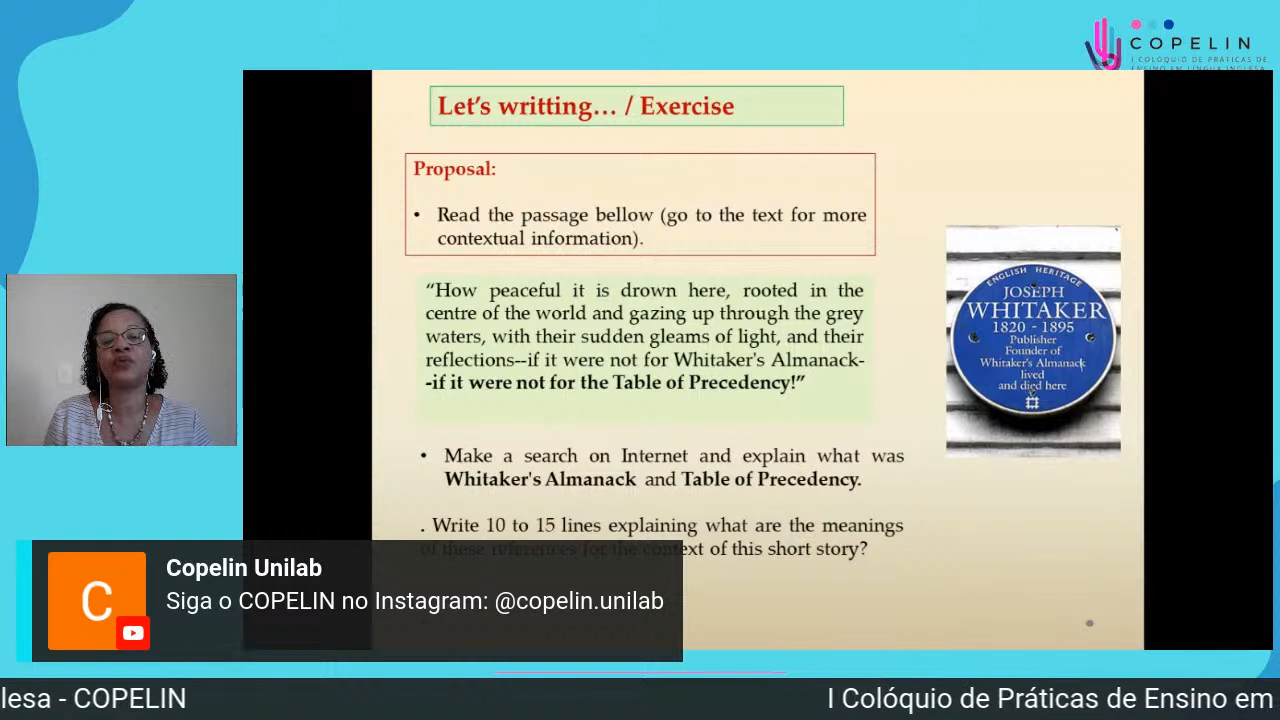 COPELIN
I COLÓQUIO DE PRÁTICAS DE
ENSINO EM LÍNGUA INGLESA
Let's writting... / Exercise
Proposal:
• Read the passage bellow (go to the text for more
contextual information).
“How peaceful it is drown here, rooted in the
centre of the world and gazing up through the grey
waters, with their sudden gleams of light, and their
reflections--if it were not for Whitaker's Almanack-
-if it were not for the Table of Precedency!”
• Make a search on Internet and explain what was
Whitaker's Almanack and Table of Precedency.
. Write 10 to 15 lines explaining what are the meanings
of these references for the context of this short story?
ENGLISH HERITAGE
JOSEPH
WHITAKER
1820 - 1895
Publisher
Founder of
Whitaker's Almanack
lived
and died here
C
Copelin Unilab
Siga o COPELIN no Instagram: @copelin.unilab
lesa - COPELIN
I Colóquio de Práticas de Ensino em